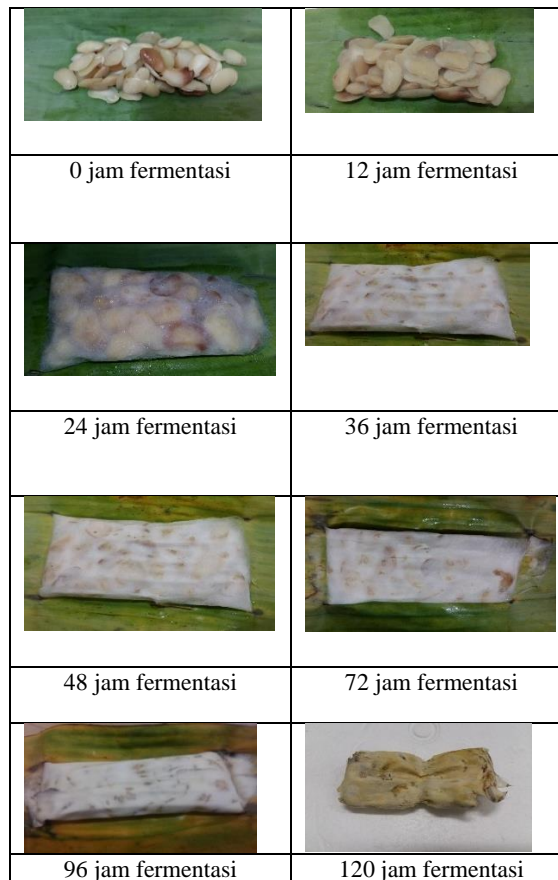 0 jam fermentasi
12 jam fermentasi
24 jam fermentasi
36 jam fermentasi
48 jam fermentasi
72 jam fermentasi
96 jam fermentasi
120 jam fermentasi